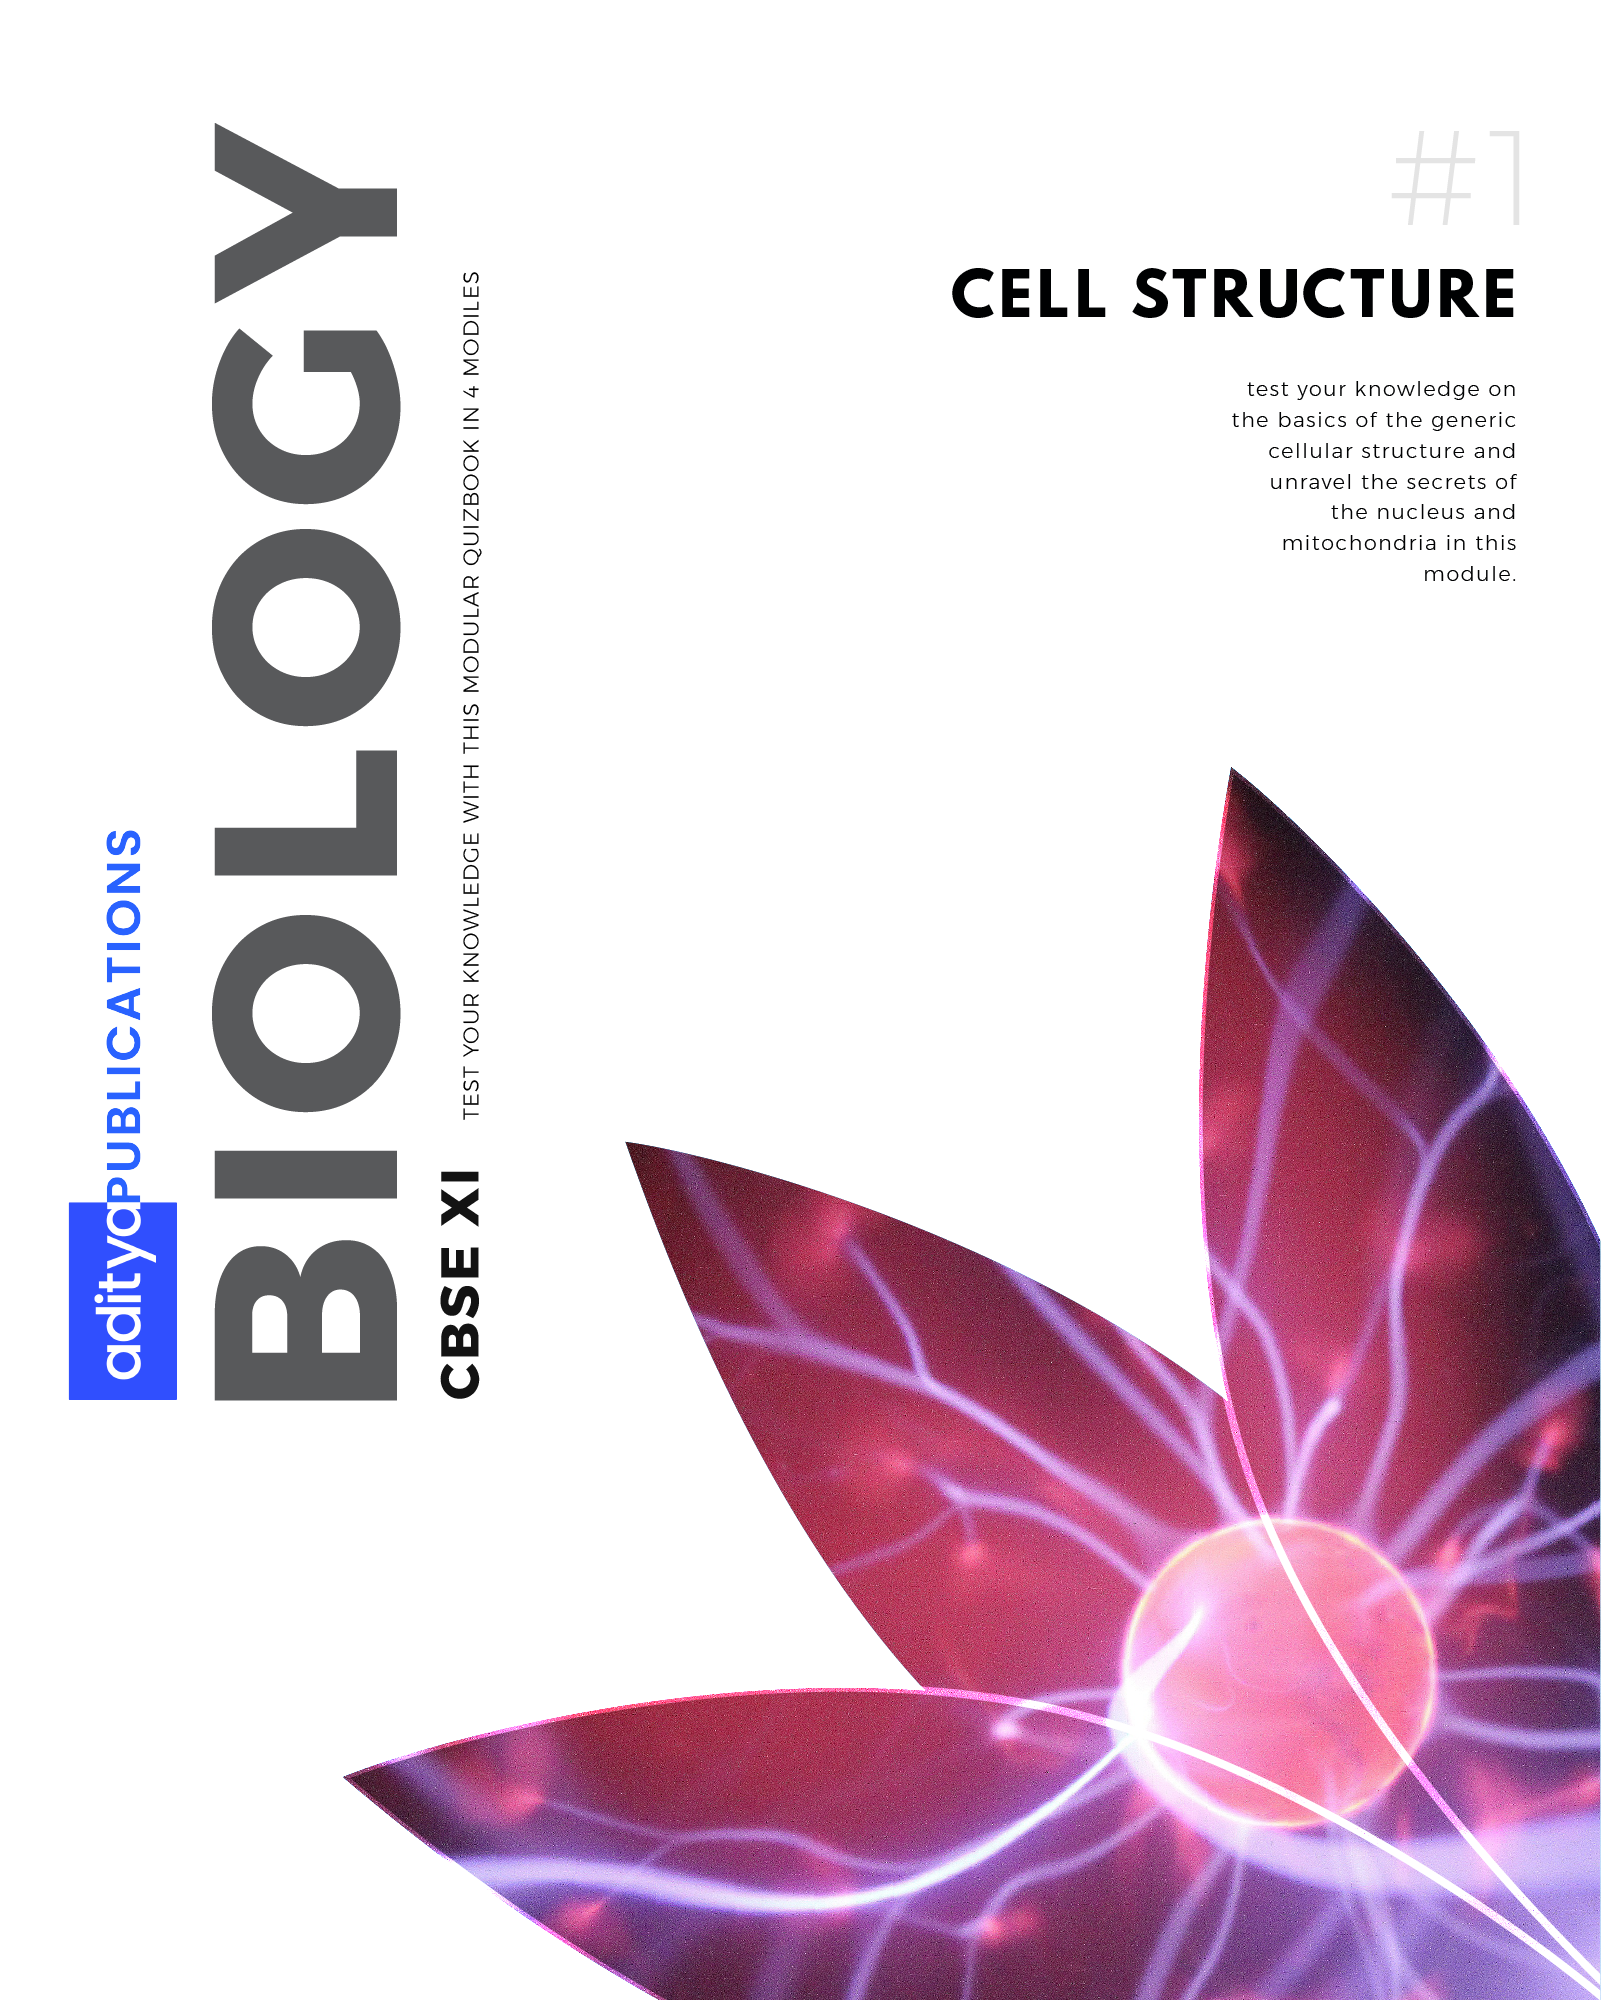 adityaPUBLICATIONS
BIOLOGY
CBSE XI TEST YOUR KNOWLEDGE WITH THIS MODULAR QUIZBOOK IN 4 MODILES
#1
CELL STRUCTURE
test your knowledge on
the basics of the generic
cellular structure and
unravel the secrets of
the nucleus and
mitochondria in this
module.